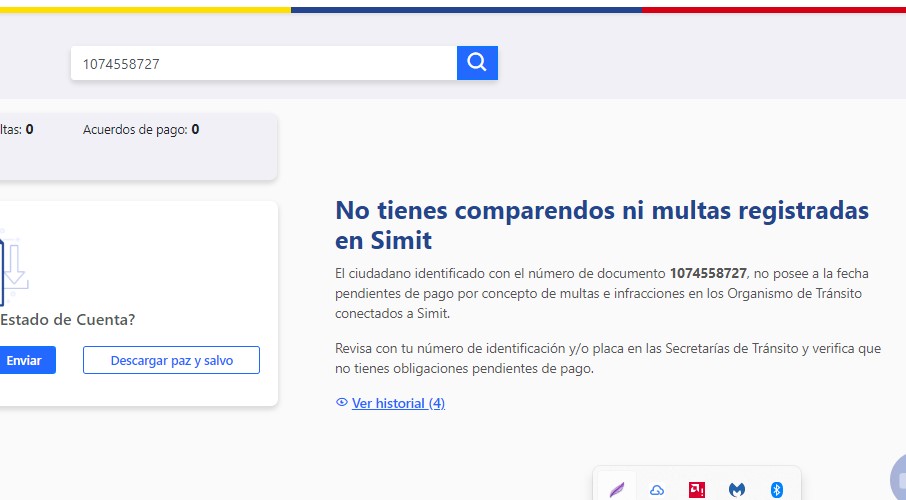 1074558727
ltas: 0 Acuerdos de pago: 0
No tienes comparendos ni multas registradas
en Simit
El ciudadano identificado con el número de documento 1074558727, no posee a la fecha
pendientes de pago por concepto de multas e infracciones en los Organismo de Tránsito
conectados a Simit.
Estado de Cuenta?
Enviar Descargar paz y salvo
Revisa con tu número de identificación y/o placa en las Secretarías de Tránsito y verifica que
no tienes obligaciones pendientes de pago.
Ver historial (4)